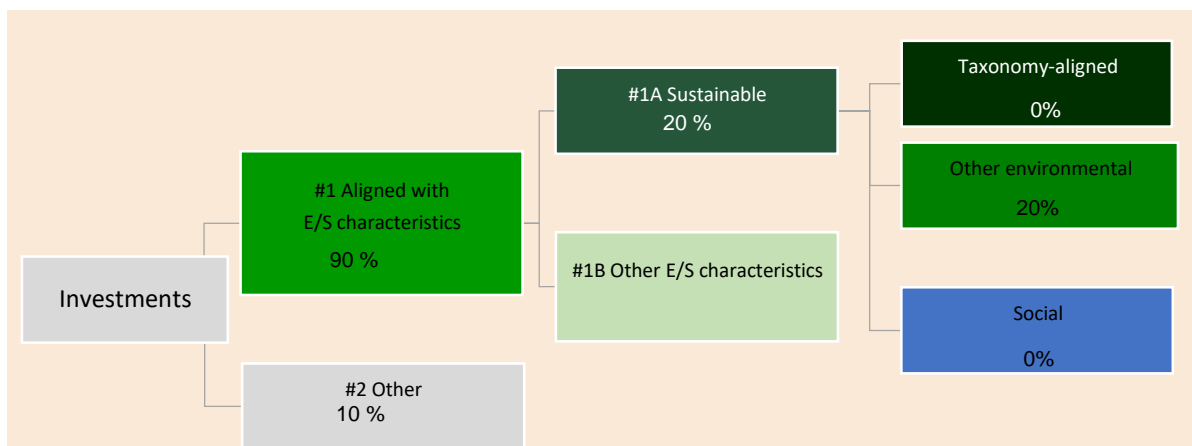 Investments
#1 Aligned with
E/S characteristics
90 %
#2 Other
10 %
#1A Sustainable
20 %
#1B Other E/S characteristics
Taxonomy-aligned
0%
Other environmental
20%
Social
0%